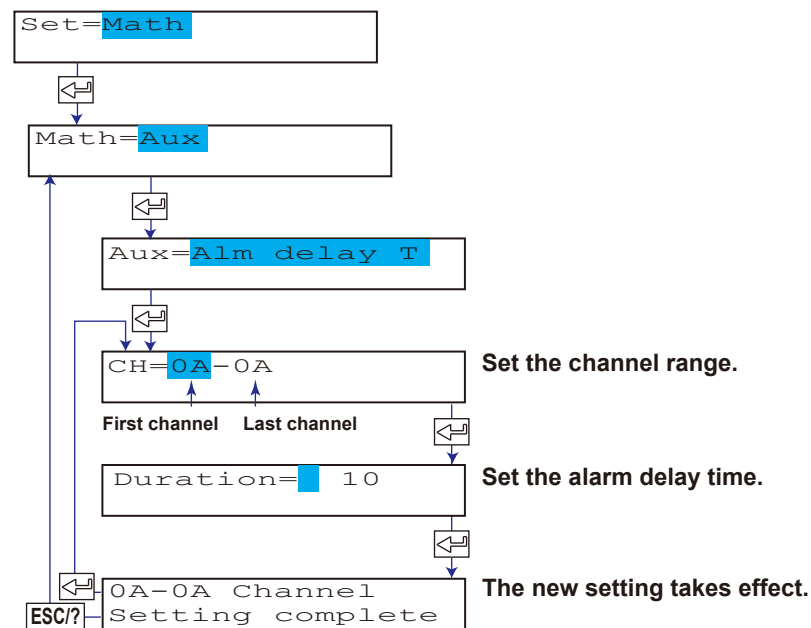 Set=Math
Math=Aux
Aux=Alm delay T
CH=0A-0A
Set the channel range.
First channel Last channel
Duration= 10
Set the alarm delay time.
0A-0A Channel
The new setting takes effect.
ESC/?
Setting complete